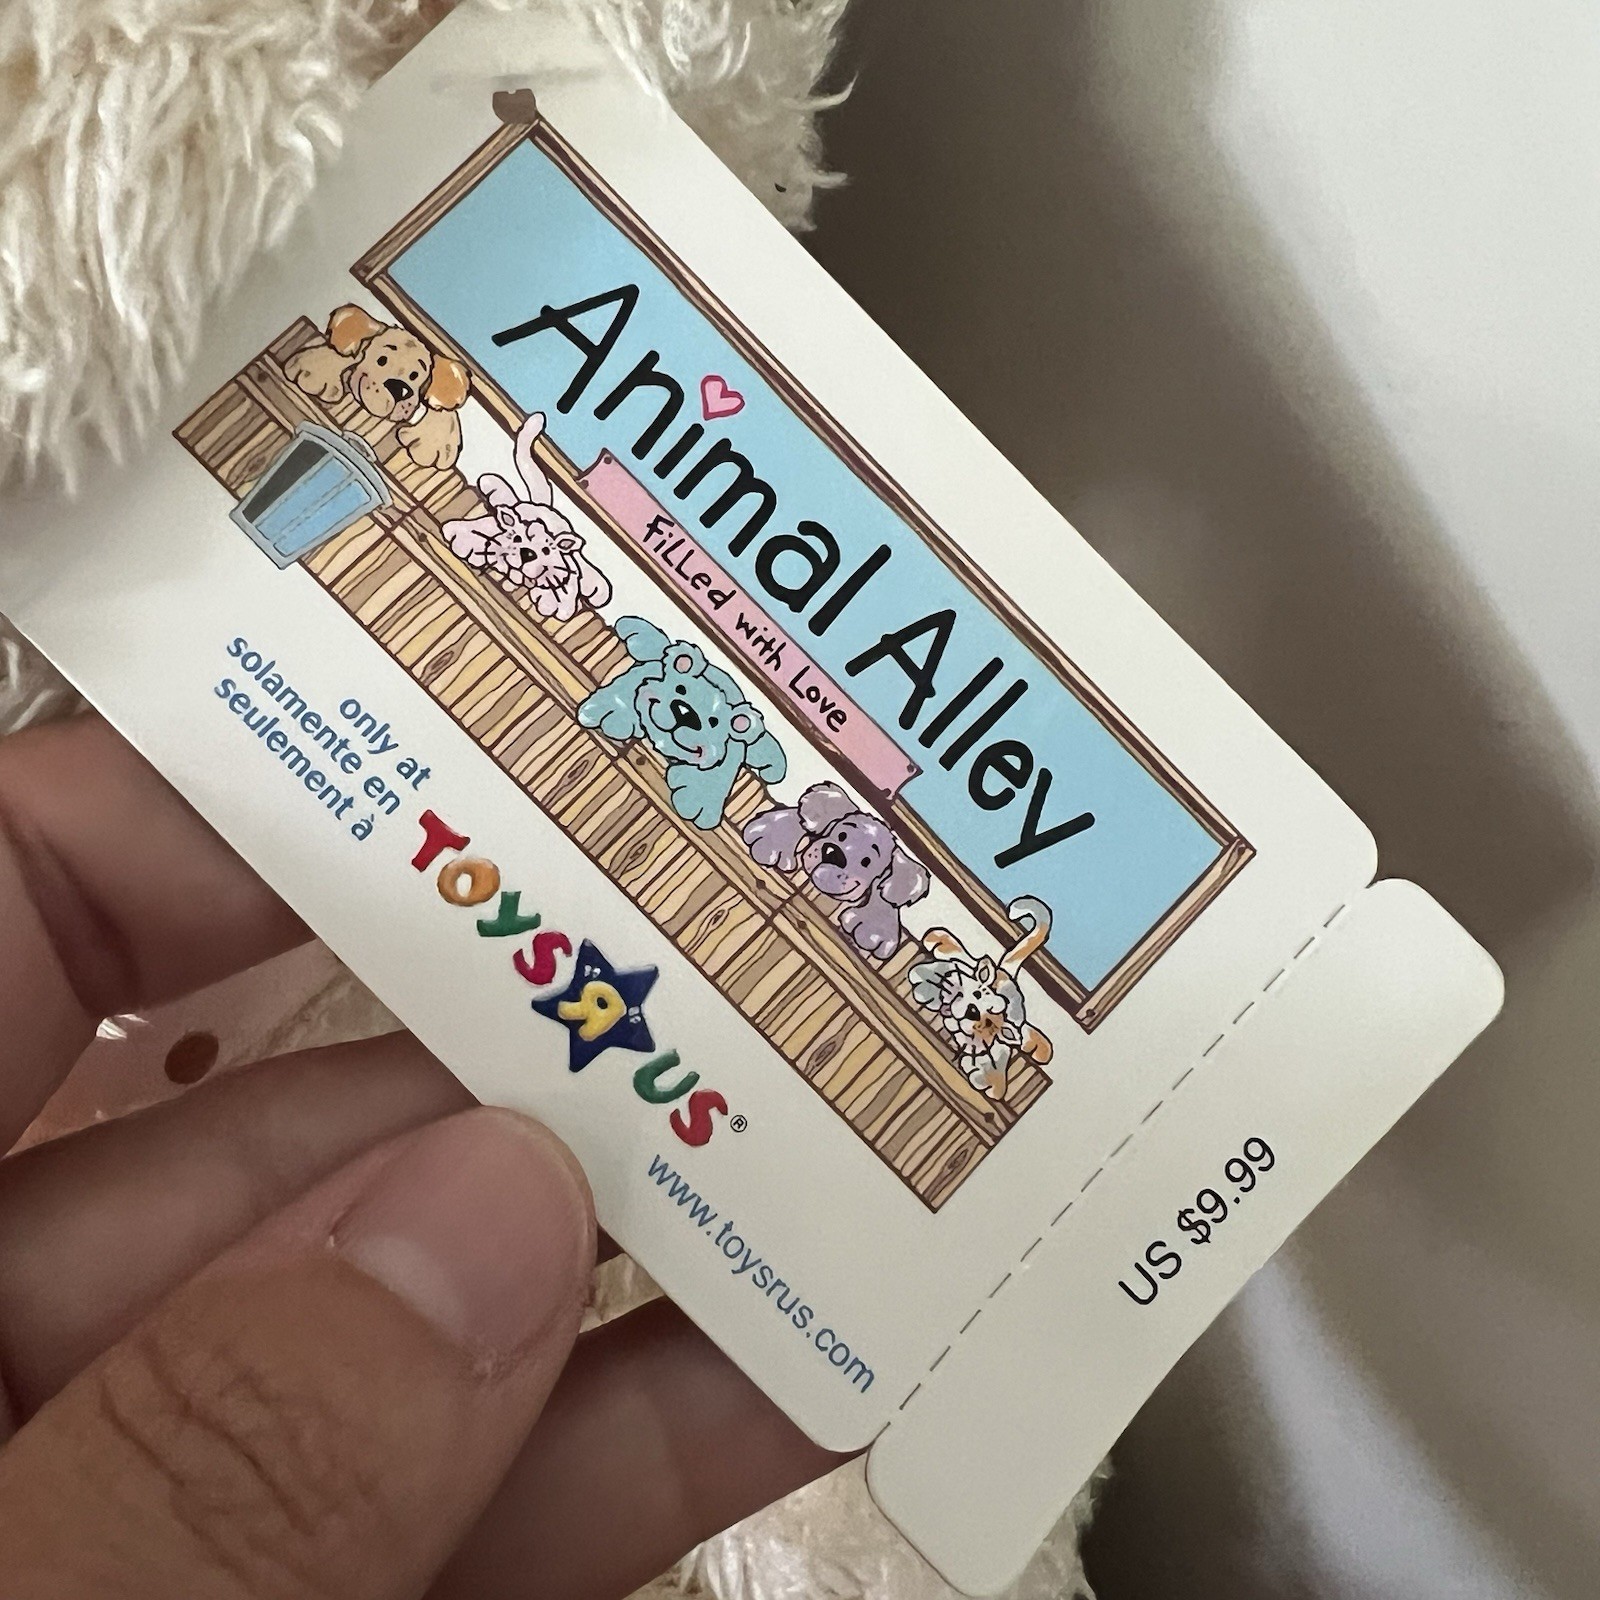 Animal Alley
Filled with Love
only at
solamente en
seulement à
TOYS "R" US®
www.toysrus.com
US $9.99